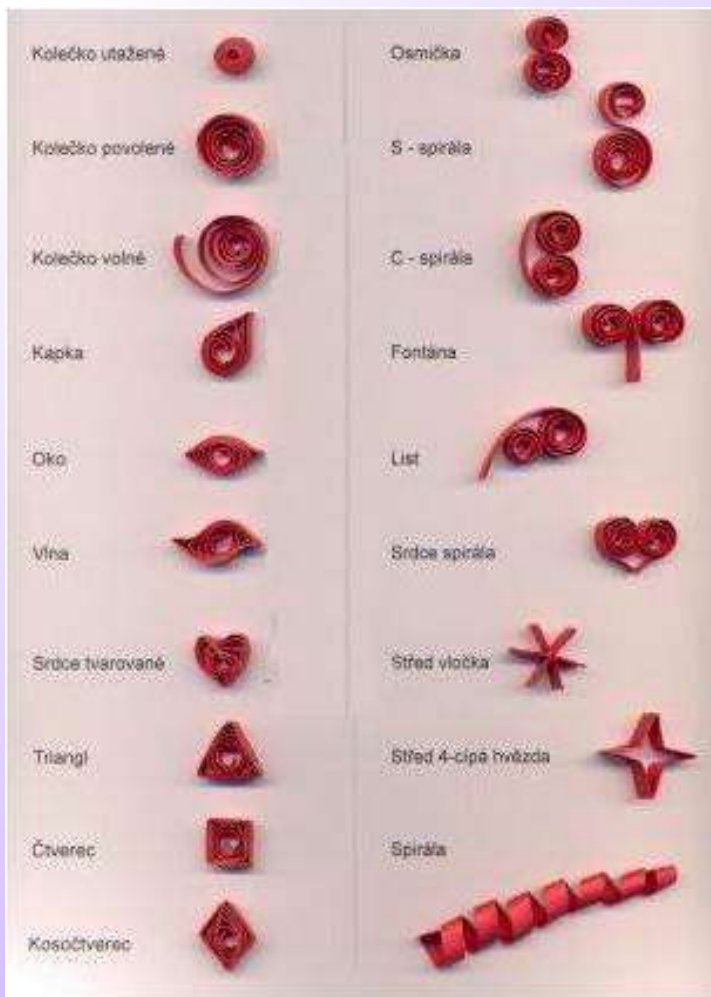 Kolečko utažené
Kolečko povolené
Kolečko volné
Kapka
Oko
Vlna
Srdce tvarované
Triangl
Čtverec
Kosočtverec
Osmička
S - spirála
C - spirála
Fontána
List
Srdce spirála
Střed vločka
Střed 4-cípá hvězda
Spirála